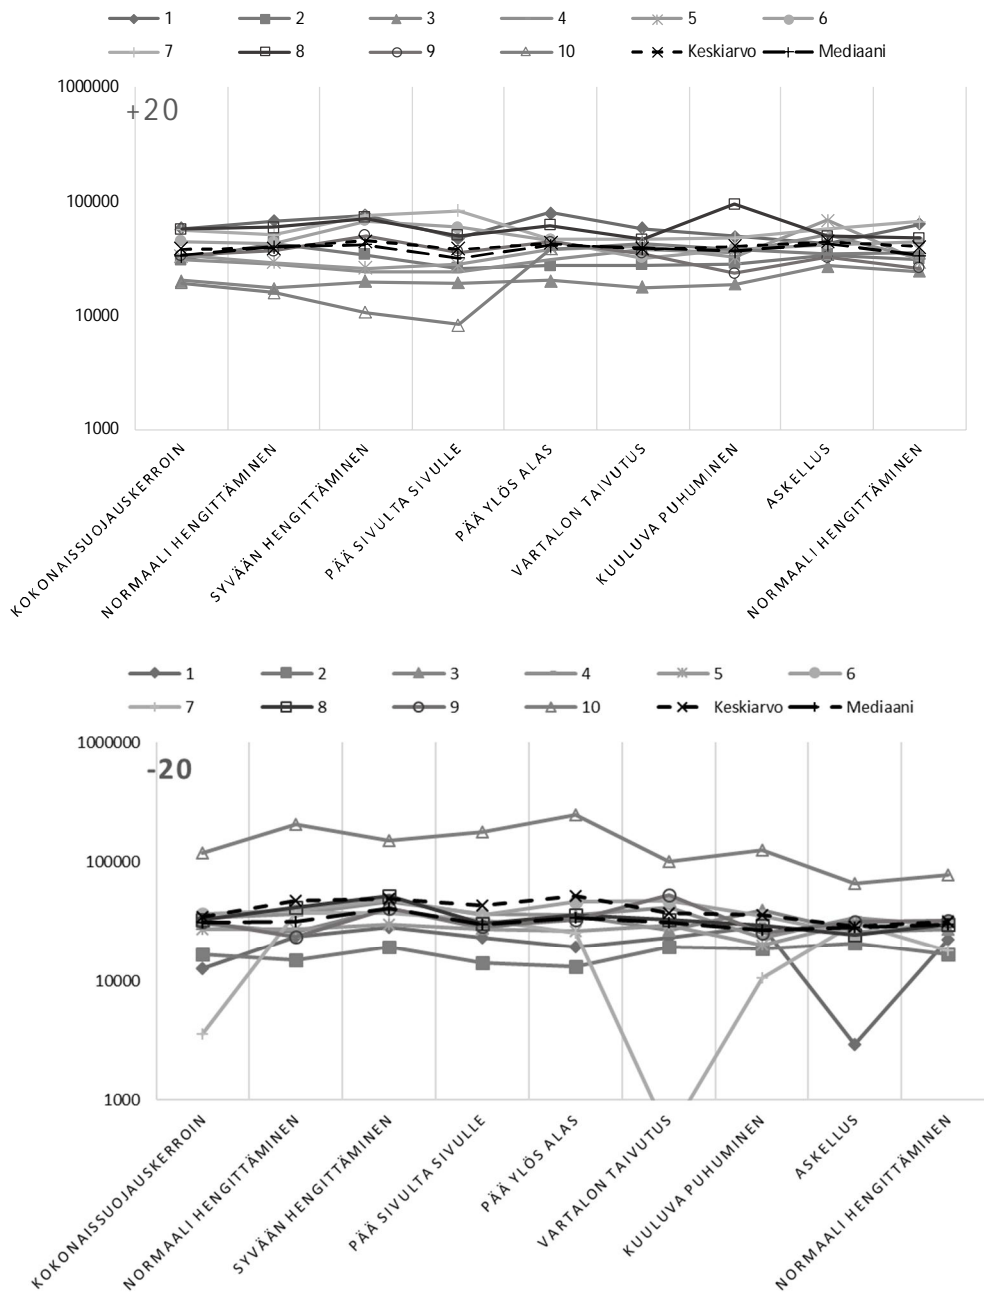 1 2 3 4 5 6
7 8 9 10 Keskiarvo Mediaani
1000000
+20
100000
10000
1000
KOKONAISSUOJAUSKERROIN
NORMAALI HENGITTÄMINEN
SYVÄÄN HENGITTÄMINEN
PÄÄ SIVULTA SIVULLE
PÄÄ YLÖS ALAS
VARTALON TAIVUTUS
KUULUVA PUHUMINEN
ASKELLUS
NORMAALI HENGITTÄMINEN
1 2 3 4 5 6
7 8 9 10 Keskiarvo Mediaani
1000000
-20
100000
10000
1000
KOKONAISSUOJAUSKERROIN
NORMAALI HENGITTÄMINEN
SYVÄÄN HENGITTÄMINEN
PÄÄ SIVULTA SIVULLE
PÄÄ YLÖS ALAS
VARTALON TAIVUTUS
KUULUVA PUHUMINEN
ASKELLUS
NORMAALI HENGITTÄMINEN